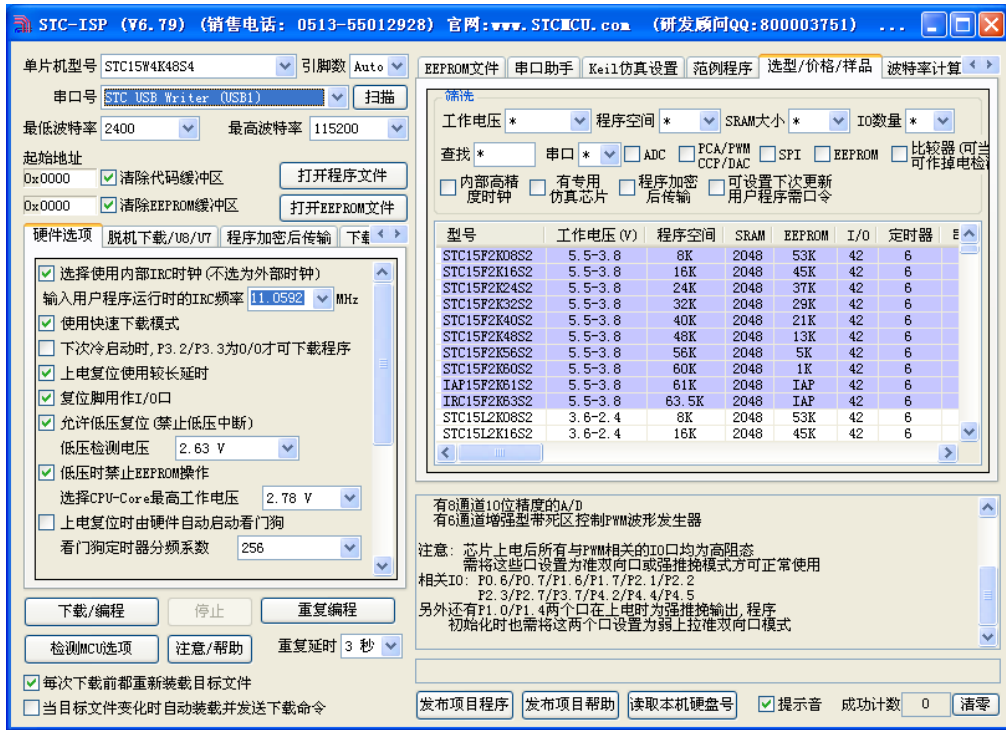 STC-ISP (V6.79) (销售电话: 0513-55012928) 官网:www.STCMCU.com (研发顾问QQ:800003751) ...
单片机型号 STC15W4K48S4 引脚数 Auto
串口号 STC USB Writer (USB1) 扫描
最低波特率 2400 最高波特率 115200
起始地址
0x0000 清除代码缓冲区 打开程序文件
0x0000 清除EEPROM缓冲区 打开EEPROM文件
硬件选项 脱机下载/U8/U7 程序加密后传输
选择使用内部IRC时钟(不选为外部时钟)
输入用户程序运行时的IRC频率 11.0592 MHz
使用快速下载模式
下次冷启动时,P3.2/P3.3为0/0才可下载程序
上电复位使用较长延时
复位脚用作I/O口
允许低压复位(禁止低压中断)
低压检测电压 2.63 V
低压时禁止EEPROM操作
选择CPU-Core最高工作电压 2.78 V
上电复位时由硬件自动启动看门狗
看门狗定时器分频系数 256
下载/编程 停止 重复编程
检测MCU选项 注意/帮助 重复延时 3 秒
每次下载前都重新装载目标文件
当目标文件变化时自动装载并发送下载命令
EEPROM文件 串口助手 Keil仿真设置 范例程序 选型/价格/样品 波特率计算
筛选
工作电压 * 程序空间 * SRAM大小 * IO数量 *
查找 * 串口 * ADC PCA/PWM CCP/DAC SPI EEPROM 比较器(可当 可作掉电检
内部高精度时钟 有专用仿真芯片 程序加密后传输 可设置下次更新用户程序需口令
型号 工作电压(V) 程序空间 SRAM EEPROM I/O 定时器
STC15F2K08S2 5.5-3.8 8K 2048 53K 42 6
STC15F2K16S2 5.5-3.8 16K 2048 45K 42 6
STC15F2K24S2 5.5-3.8 24K 2048 37K 42 6
STC15F2K32S2 5.5-3.8 32K 2048 29K 42 6
STC15F2K40S2 5.5-3.8 40K 2048 21K 42 6
STC15F2K48S2 5.5-3.8 48K 2048 13K 42 6
STC15F2K56S2 5.5-3.8 56K 2048 5K 42 6
STC15F2K60S2 5.5-3.8 60K 2048 1K 42 6
IAP15F2K61S2 5.5-3.8 61K 2048 IAP 42 6
IRC15F2K63S2 5.5-3.8 63.5K 2048 IAP 42 6
STC15L2K08S2 3.6-2.4 8K 2048 53K 42 6
STC15L2K16S2 3.6-2.4 16K 2048 45K 42 6
有8通道10位精度的A/D
有6通道增强型带死区控制PWM波形发生器
注意: 芯片上电后所有与PWM相关的IO口均为高阻态
需将这些口设置为准双向口或强推挽模式方可正常使用
相关IO: P0.6/P0.7/P1.6/P1.7/P2.1/P2.2
P2.3/P2.7/P3.7/P4.2/P4.4/P4.5
另外还有P1.0/P1.4两个口在上电时为强推挽输出,程序
初始化时也需将这两个口设置为弱上拉准双向口模式
发布项目程序 发布项目帮助 读取本机硬盘号 提示音 成功计数 0 清零